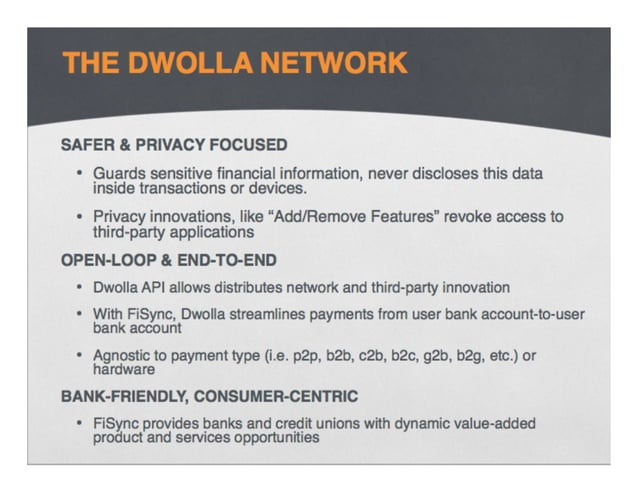 THE DWOLLA NETWORK
SAFER & PRIVACY FOCUSED
• Guards sensitive financial information, never discloses this data
inside transactions or devices.
• Privacy innovations, like “Add/Remove Features” revoke access to
third-party applications
OPEN-LOOP & END-TO-END
• Dwolla API allows distributes network and third-party innovation
• With FiSync, Dwolla streamlines payments from user bank account-to-user
bank account
• Agnostic to payment type (i.e. p2p, b2b, c2b, b2c, g2b, b2g, etc.) or
hardware
BANK-FRIENDLY, CONSUMER-CENTRIC
• FiSync provides banks and credit unions with dynamic value-added
product and services opportunities